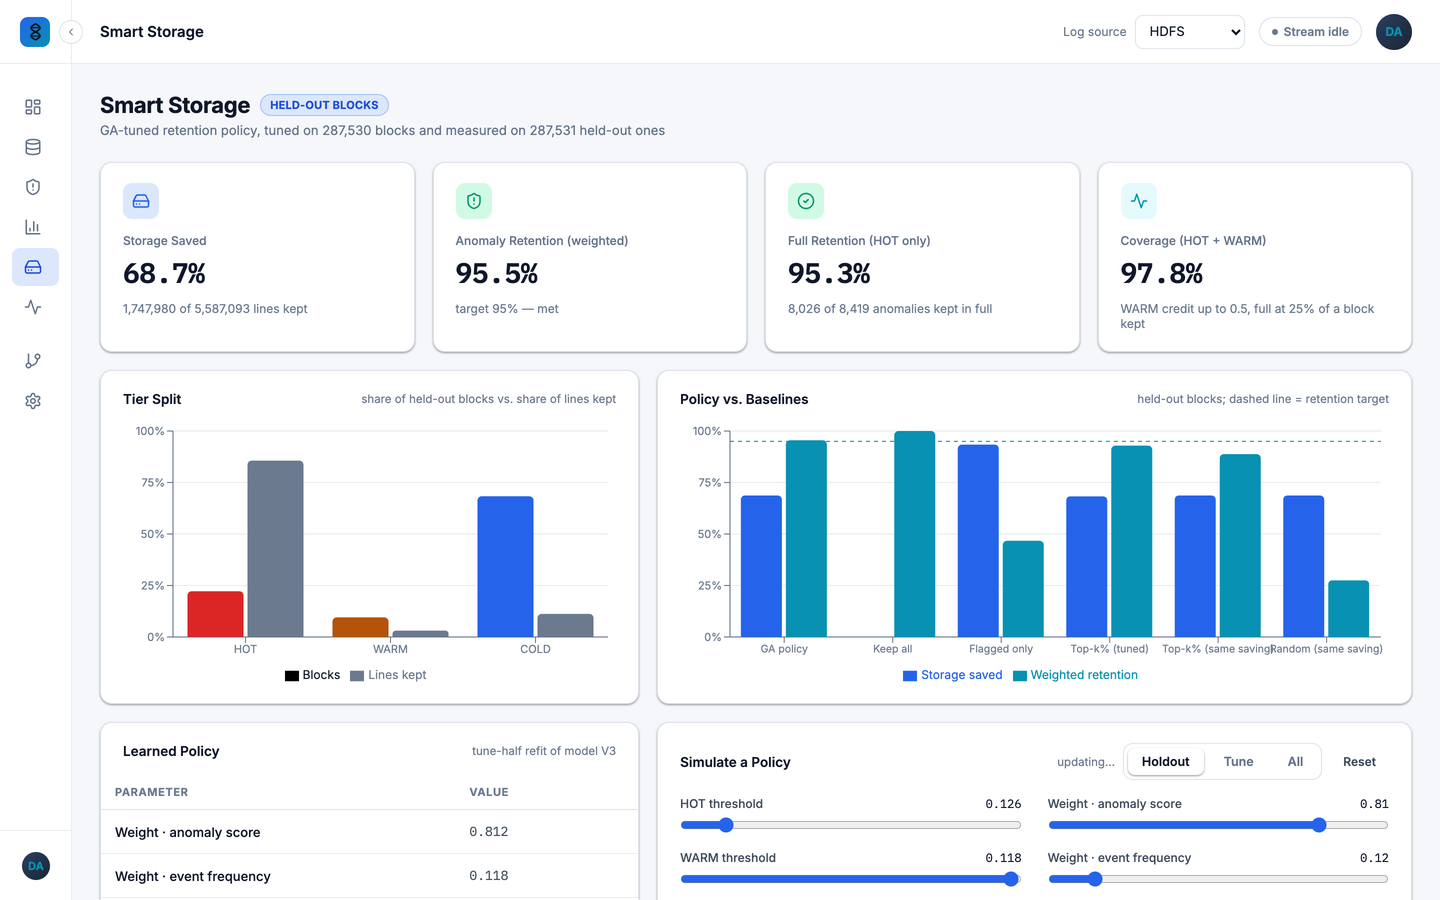 Smart Storage
Log source
HDFS
Stream idle
DA
Smart Storage
HELD-OUT BLOCKS
GA-tuned retention policy, tuned on 287,530 blocks and measured on 287,531 held-out ones
Storage Saved
68.7%
1,747,980 of 5,587,093 lines kept
Anomaly Retention (weighted)
95.5%
target 95% — met
Full Retention (HOT only)
95.3%
8,026 of 8,419 anomalies kept in full
Coverage (HOT + WARM)
97.8%
WARM credit up to 0.5, full at 25% of a block
kept
Tier Split
share of held-out blocks vs. share of lines kept
100%
75%
50%
25%
0%
HOT
WARM
COLD
Blocks
Lines kept
Policy vs. Baselines
held-out blocks; dashed line = retention target
100%
75%
50%
25%
0%
GA policy
Keep all
Flagged only
Top-k% (tuned)
Top-k% (same saving)
Random (same saving)
Storage saved
Weighted retention
Learned Policy
tune-half refit of model V3
PARAMETER
VALUE
Weight · anomaly score
0.812
Weight · event frequency
0.118
Simulate a Policy
updating...
Holdout
Tune
All
Reset
HOT threshold
0.126
Weight · anomaly score
0.81
WARM threshold
0.118
Weight · event frequency
0.12
DA